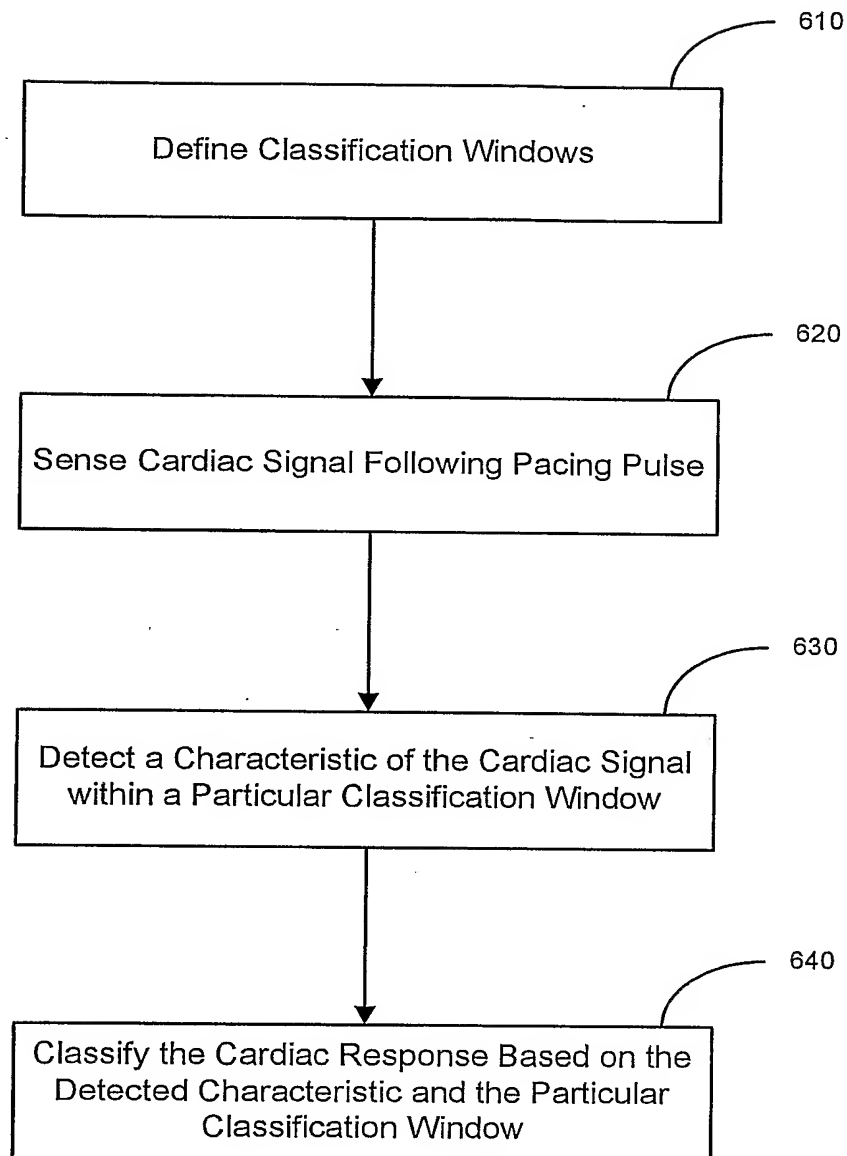 610
Define Classification Windows
620
Sense Cardiac Signal Following Pacing Pulse
630
Detect a Characteristic of the Cardiac Signal
within a Particular Classification Window
640
Classify the Cardiac Response Based on the
Detected Characteristic and the Particular
Classification Window